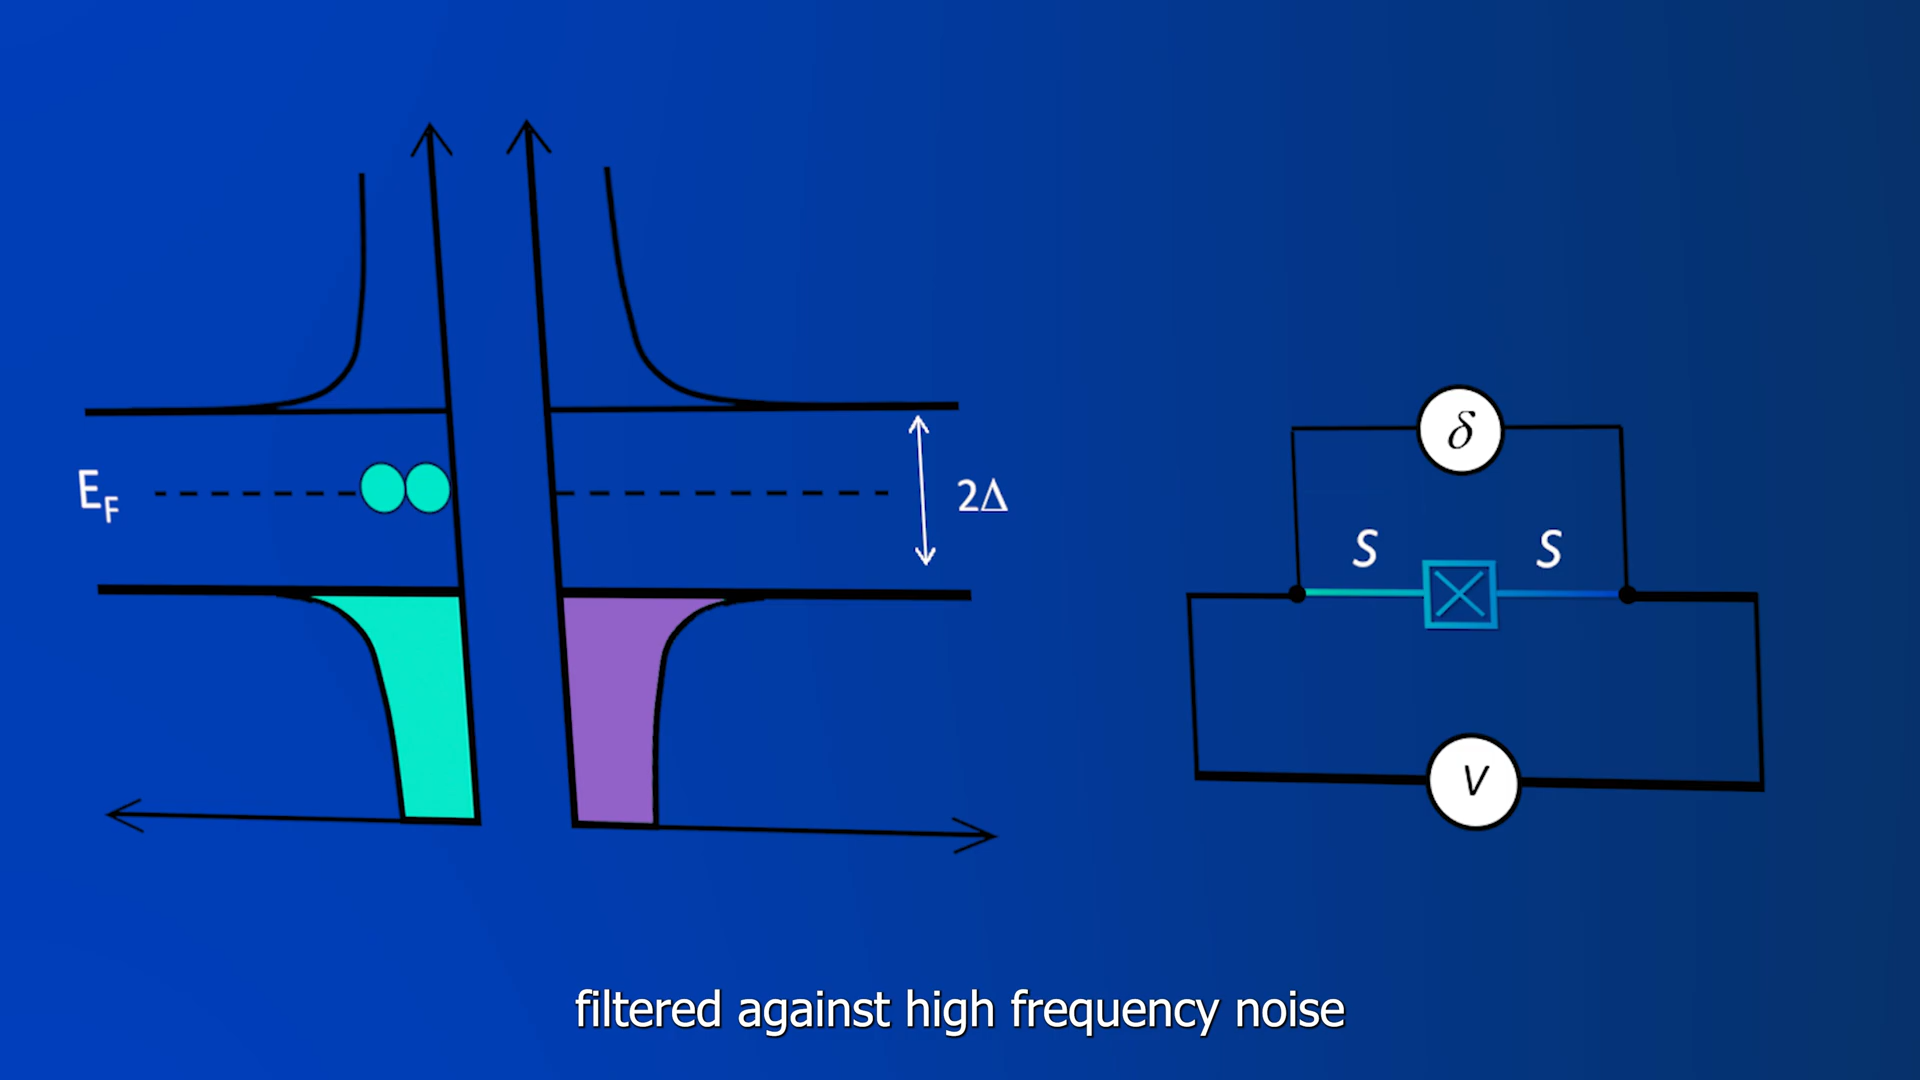 E_F
2Δ
δ
S S
V
filtered against high frequency noise